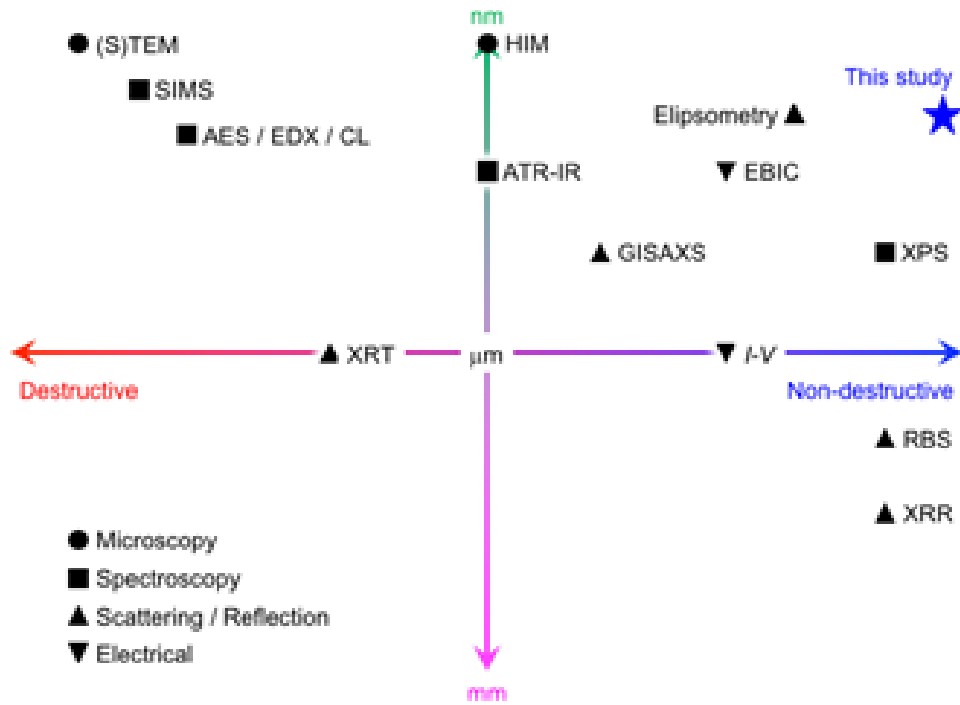 nm
(S)TEM
HIM
This study
SIMS
Elipsometry
AES / EDX / CL
ATR-IR
EBIC
GISAXS
XPS
XRT
μm
I-V
Destructive
Non-destructive
RBS
XRR
Microscopy
Spectroscopy
Scattering / Reflection
Electrical
mm